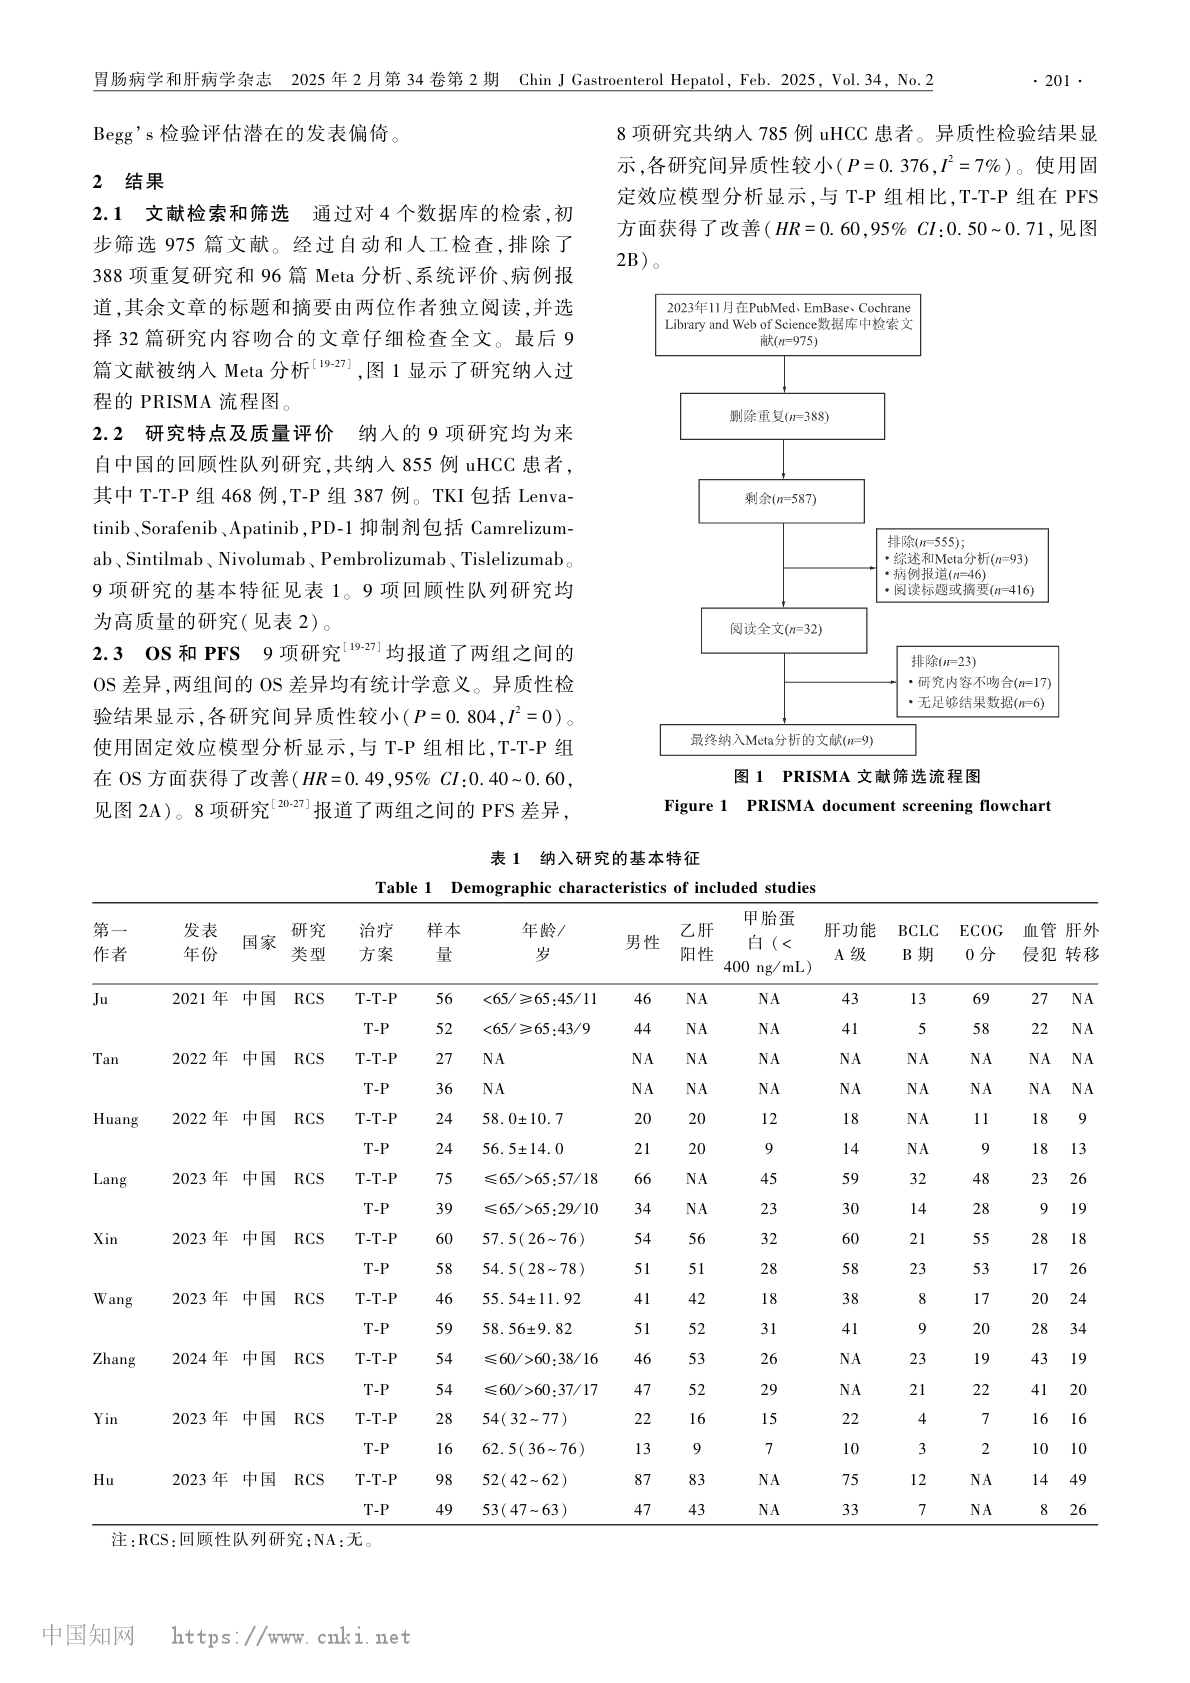 胃肠病学和肝病学杂志 2025 年 2 月第 34 卷第 2 期 Chin J Gastroenterol Hepatol, Feb. 2025, Vol. 34, No. 2 · 201 ·
Begg's 检验评估潜在的发表偏倚。
2 结果
2.1 文献检索和筛选 通过对 4 个数据库的检索,初
步筛选 975 篇文献。经过自动和人工检查,排除了
388 项重复研究和 96 篇 Meta 分析、系统评价、病例报
道,其余文章的标题和摘要由两位作者独立阅读,并选
择 32 篇研究内容吻合的文章仔细检查全文。最后 9
篇文献被纳入 Meta 分析[19-27],图 1 显示了研究纳入过
程的 PRISMA 流程图。
2.2 研究特点及质量评价 纳入的 9 项研究均为来
自中国的回顾性队列研究,共纳入 855 例 uHCC 患者,
其中 T-T-P 组 468 例,T-P 组 387 例。TKI 包括 Lenva-
tinib、Sorafenib、Apatinib,PD-1 抑制剂包括 Camrelizum-
ab、Sintilmab、Nivolumab、Pembrolizumab、Tislelizumab。
9 项研究的基本特征见表 1。9 项回顾性队列研究均
为高质量的研究(见表 2)。
2.3 OS 和 PFS 9 项研究[19-27]均报道了两组之间的
OS 差异,两组间的 OS 差异均有统计学意义。异质性检
验结果显示,各研究间异质性较小(P=0.804,I²=0)。
使用固定效应模型分析显示,与 T-P 组相比,T-T-P 组
在 OS 方面获得了改善(HR=0.49,95% CI:0.40~0.60,
见图 2A)。8 项研究[20-27]报道了两组之间的 PFS 差异,
8 项研究共纳入 785 例 uHCC 患者。异质性检验结果显
示,各研究间异质性较小(P=0.376,I²=7%)。使用固
定效应模型分析显示,与 T-P 组相比,T-T-P 组在 PFS
方面获得了改善(HR=0.60,95% CI:0.50~0.71,见图
2B)。
2023年11月在PubMed、EmBase、Cochrane
Library and Web of Science数据库中检索文
献(n=975)
删除重复(n=388)
剩余(n=587)
排除(n=555);
• 综述和Meta分析(n=93)
• 病例报道(n=46)
• 阅读标题或摘要(n=416)
阅读全文(n=32)
排除(n=23)
• 研究内容不吻合(n=17)
• 无足够结果数据(n=6)
最终纳入Meta分析的文献(n=9)
图 1 PRISMA 文献筛选流程图
Figure 1 PRISMA document screening flowchart
表 1 纳入研究的基本特征
Table 1 Demographic characteristics of included studies
第一作者 发表年份 国家 研究类型 治疗方案 样本量 年龄/岁 男性 乙肝阳性 甲胎蛋白(<400 ng/mL) 肝功能A 级 BCLC B 期 ECOG 0 分 血管侵犯 肝外转移
Ju 2021 年 中国 RCS T-T-P 56 <65/≥65:45/11 46 NA NA 43 13 69 27 NA
T-P 52 <65/≥65:43/9 44 NA NA 41 5 58 22 NA
Tan 2022 年 中国 RCS T-T-P 27 NA NA NA NA NA NA NA NA NA
T-P 36 NA NA NA NA NA NA NA NA NA
Huang 2022 年 中国 RCS T-T-P 24 58.0±10.7 20 20 12 18 NA 11 18 9
T-P 24 56.5±14.0 21 20 9 14 NA 9 18 13
Lang 2023 年 中国 RCS T-T-P 75 ≤65/>65:57/18 66 NA 45 59 32 48 23 26
T-P 39 ≤65/>65:29/10 34 NA 23 30 14 28 9 19
Xin 2023 年 中国 RCS T-T-P 60 57.5(26~76) 54 56 32 60 21 55 28 18
T-P 58 54.5(28~78) 51 51 28 58 23 53 17 26
Wang 2023 年 中国 RCS T-T-P 46 55.54±11.92 41 42 18 38 8 17 20 24
T-P 59 58.56±9.82 51 52 31 41 9 20 28 34
Zhang 2024 年 中国 RCS T-T-P 54 ≤60/>60:38/16 46 53 26 NA 23 19 43 19
T-P 54 ≤60/>60:37/17 47 52 29 NA 21 22 41 20
Yin 2023 年 中国 RCS T-T-P 28 54(32~77) 22 16 15 22 4 7 16 16
T-P 16 62.5(36~76) 13 9 7 10 3 2 10 10
Hu 2023 年 中国 RCS T-T-P 98 52(42~62) 87 83 NA 75 12 NA 14 49
T-P 49 53(47~63) 47 43 NA 33 7 NA 8 26
注:RCS:回顾性队列研究;NA:无。
中国知网 https://www.cnki.net